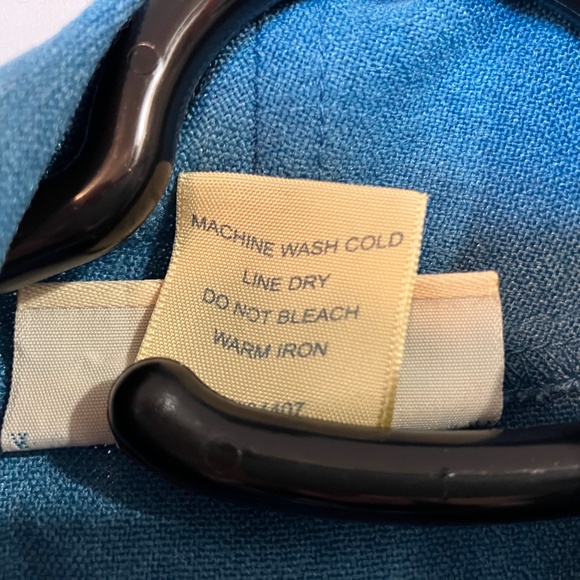 MACHINE WASH COLD
LINE DRY
DO NOT BLEACH
WARM IRON